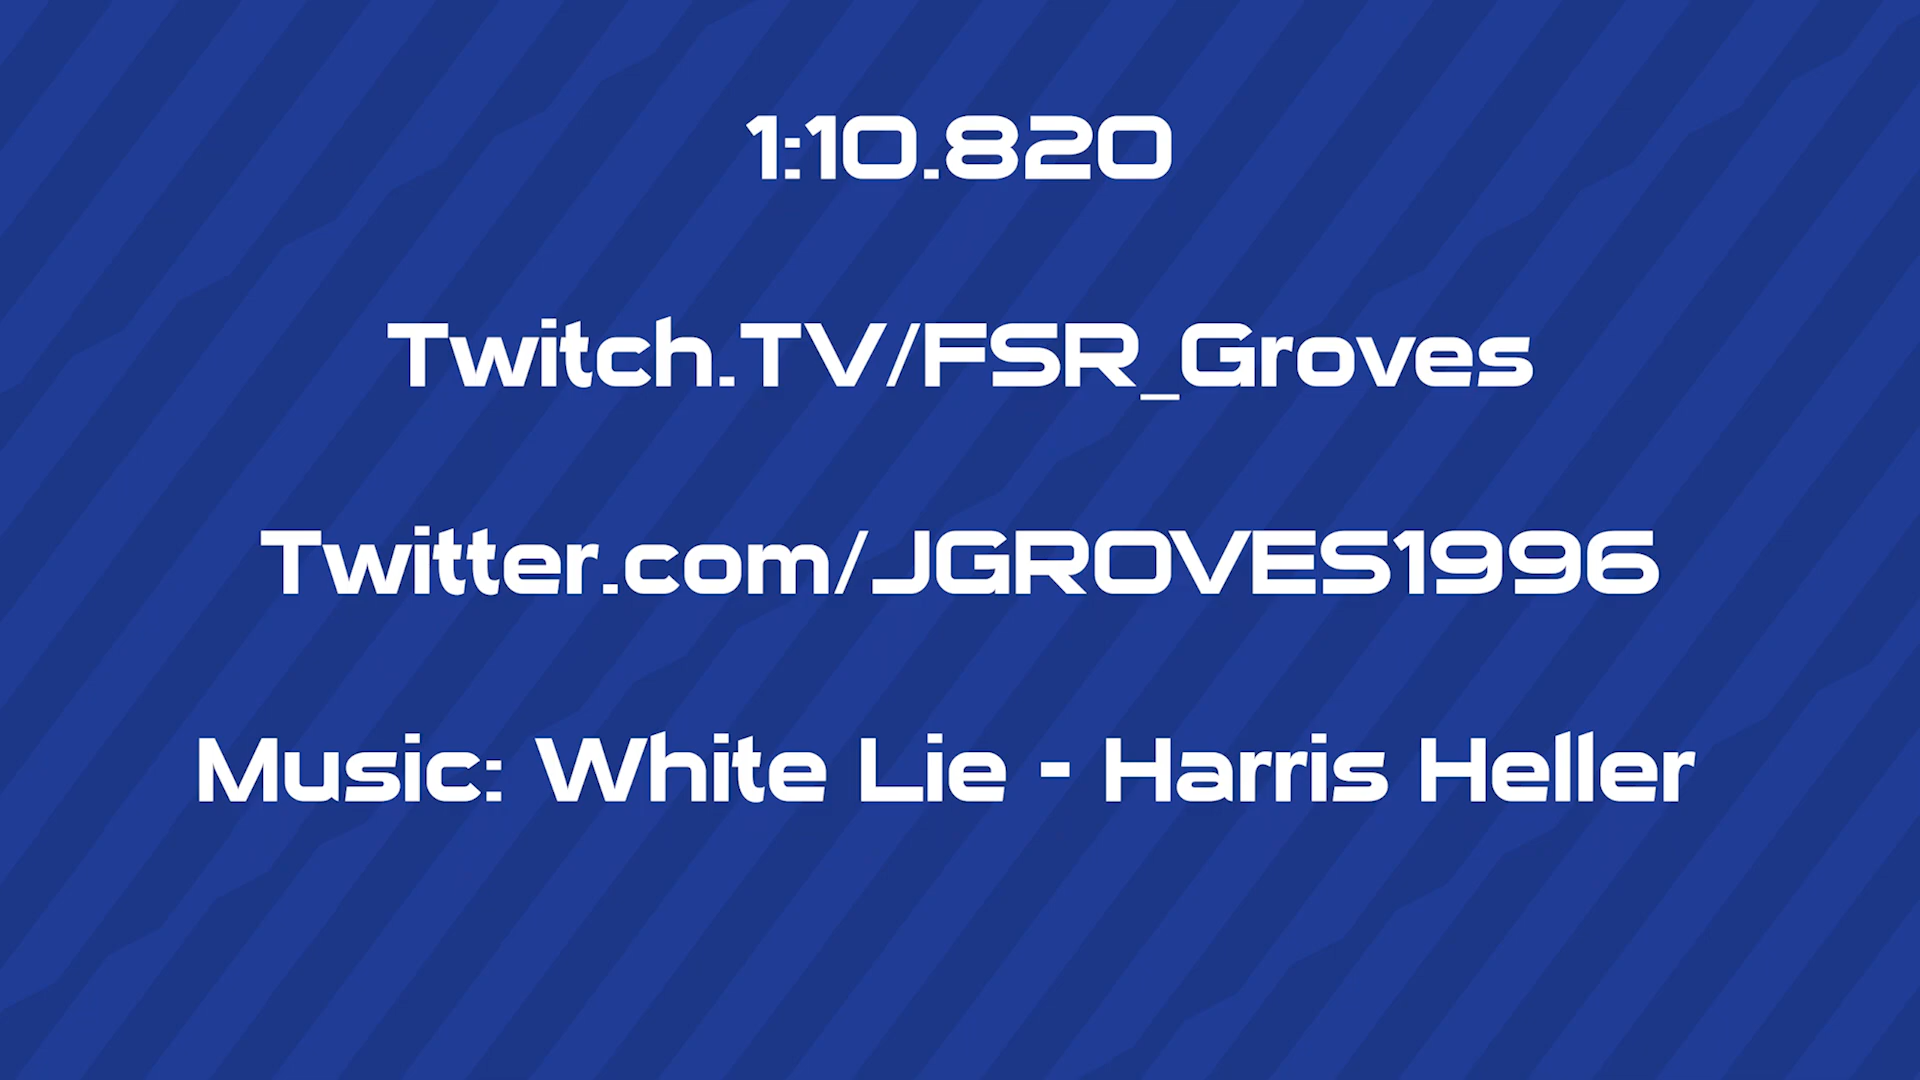 1:10.820
Twitch.TV/FSR_Groves
Twitter.com/JGROVES1996
Music: White Lie - Harris Heller